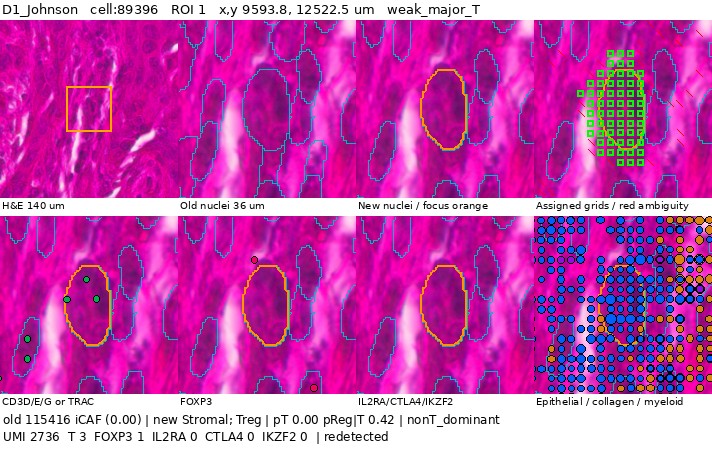 D1_Johnson cell:89396 ROI 1 x,y 9593.8, 12522.5 um weak_major_T
H&E 140 um
Old nuclei 36 um
New nuclei / focus orange
Assigned grids / red ambiguity
CD3D/E/G or TRAC
FOXP3
IL2RA/CTLA4/IKZF2
Epithelial / collagen / myeloid
old 115416 iCAF (0.00) | new Stromal; Treg | pT 0.00 pReg|T 0.42 | nonT_dominant
UMI 2736 T 3 FOXP3 1 IL2RA 0 CTLA4 0 IKZF2 0 | redetected